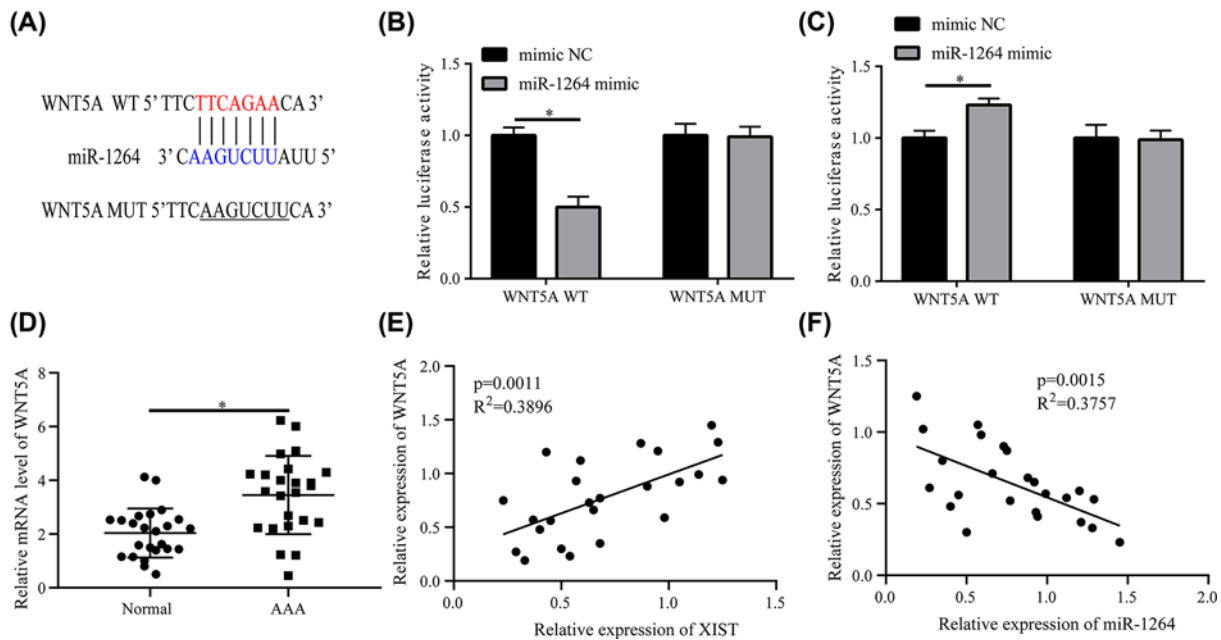 (A)
WNT5A WT 5’ TTCTTCAGAACA 3’
miR-1264 3’ CAAGUCUUAUU 5’
WNT5A MUT 5’TTCAAGUCUUCA 3’
(B)
mimic NC
miR-1264 mimic
Relative luciferase activity
1.5
1.0
0.5
0.0
*
WNT5A WT
WNT5A MUT
(C)
mimic NC
miR-1264 mimic
Relative luciferase activity
1.5
1.0
0.5
0.0
*
WNT5A WT
WNT5A MUT
(D)
Relative mRNA level of WNT5A
8
6
4
2
0
*
Normal
AAA
(E)
Relative expression of WNT5A
2.0
1.5
1.0
0.5
0.0
p=0.0011
R²=0.3896
0.0
0.5
1.0
1.5
Relative expression of XIST
(F)
Relative expression of WNT5A
1.5
1.0
0.5
0.0
p=0.0015
R²=0.3757
0.0
0.5
1.0
1.5
2.0
Relative expression of miR-1264